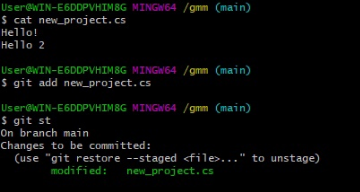 User@WIN-E6DDPVHIM8G MINGW64 /gmm (main)
$ cat new_project.cs
Hello!
Hello 2
User@WIN-E6DDPVHIM8G MINGW64 /gmm (main)
$ git add new_project.cs
User@WIN-E6DDPVHIM8G MINGW64 /gmm (main)
$ git st
On branch main
Changes to be committed:
(use "git restore --staged <file>..." to unstage)
modified: new_project.cs